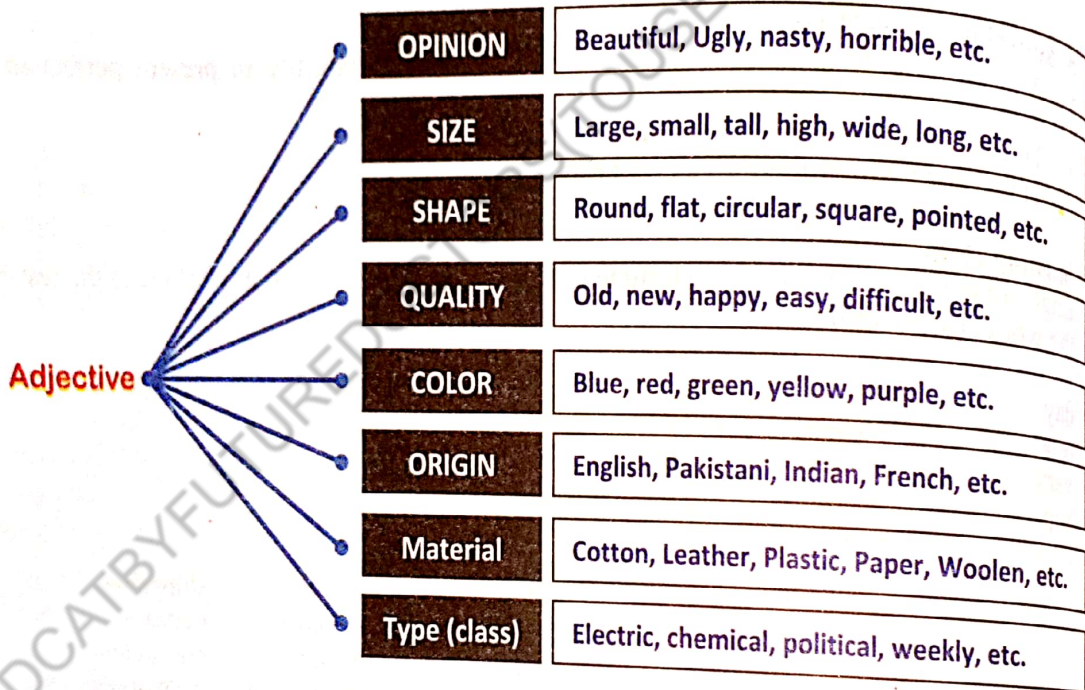 OPINION Beautiful, Ugly, nasty, horrible, etc.
SIZE Large, small, tall, high, wide, long, etc.
SHAPE Round, flat, circular, square, pointed, etc.
QUALITY Old, new, happy, easy, difficult, etc.
Adjective COLOR Blue, red, green, yellow, purple, etc.
ORIGIN English, Pakistani, Indian, French, etc.
Material Cotton, Leather, Plastic, Paper, Woolen, etc.
Type (class) Electric, chemical, political, weekly, etc.